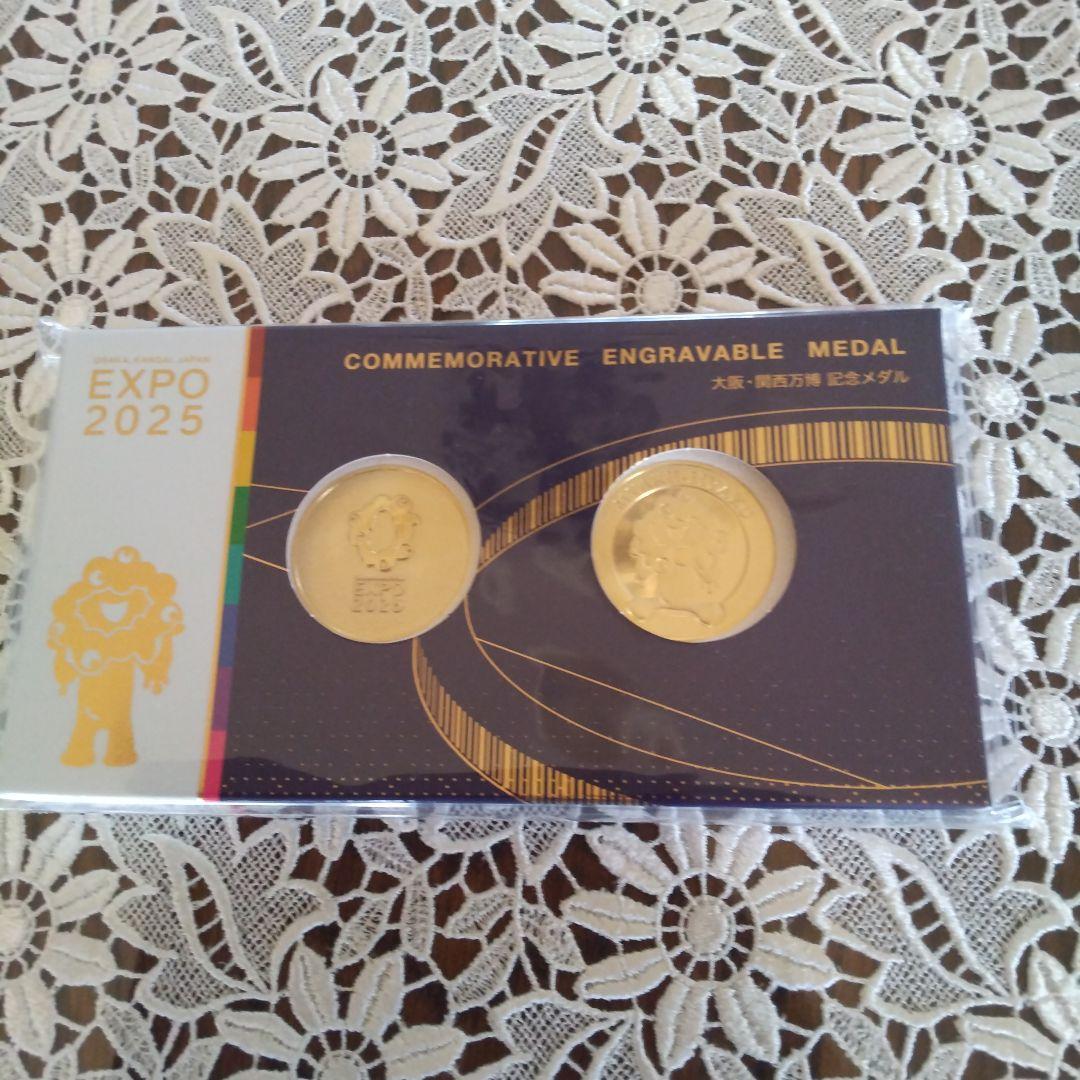 OSAKA, KANSAI, JAPAN
EXPO
2025
COMMEMORATIVE ENGRAVABLE MEDAL
大阪・関西万博 記念メダル
EXPO
2025